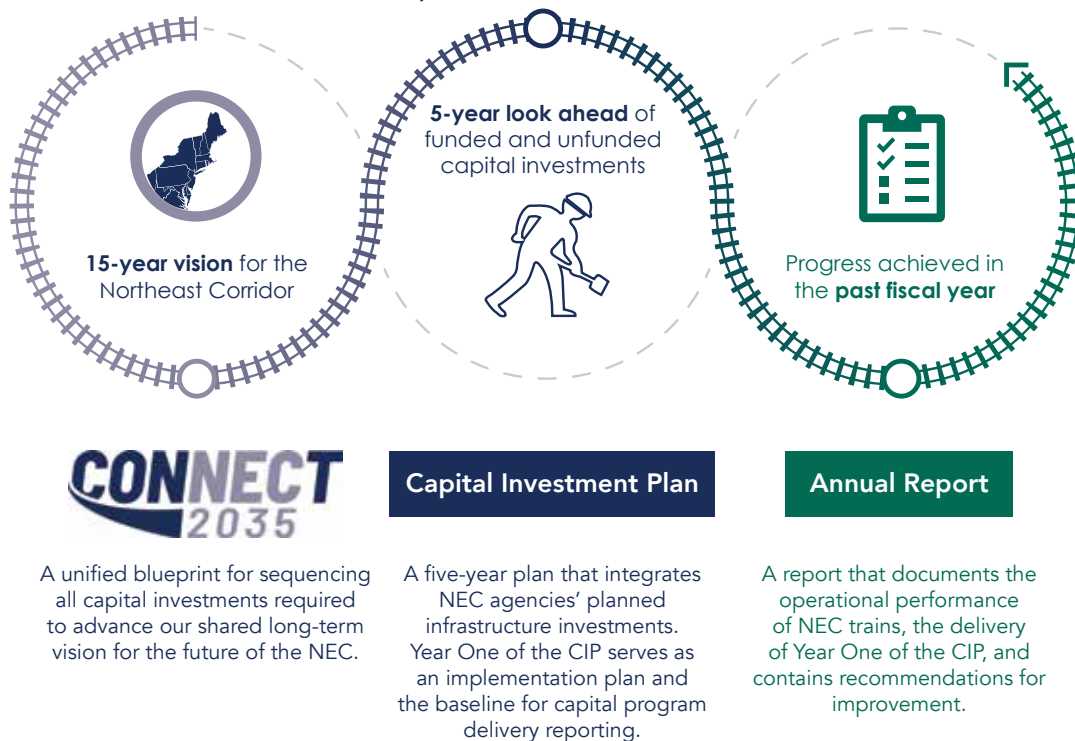 15-year vision for the
Northeast Corridor
5-year look ahead of
funded and unfunded
capital investments
Progress achieved in
the past fiscal year
CONNECT
2035
A unified blueprint for sequencing
all capital investments required
to advance our shared long-term
vision for the future of the NEC.
Capital Investment Plan
A five-year plan that integrates
NEC agencies' planned
infrastructure investments.
Year One of the CIP serves as
an implementation plan and
the baseline for capital program
delivery reporting.
Annual Report
A report that documents the
operational performance
of NEC trains, the delivery
of Year One of the CIP, and
contains recommendations for
improvement.